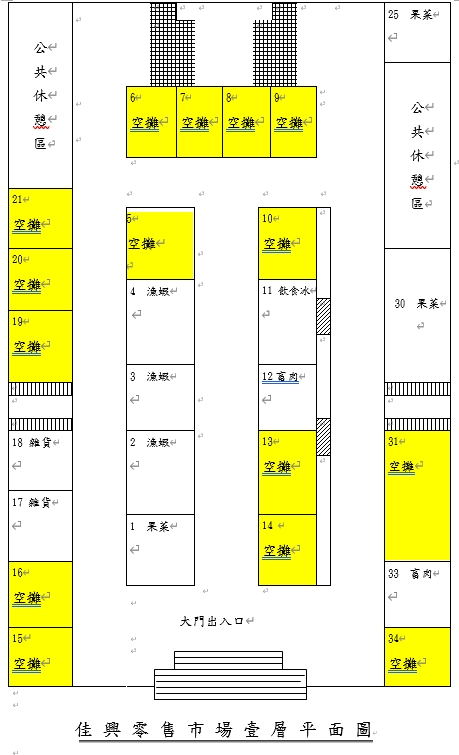 公
共
休
憩
區
21
空攤
20
空攤
19
空攤
18 雜貨
17 雜貨
16
空攤
15
空攤
6
空攤
7
空攤
8
空攤
9
空攤
5
空攤
4 漁蝦
3 漁蝦
2 漁蝦
1 果菜
10
空攤
11 飲食冰
12畜肉
13
空攤
14
空攤
25 果菜
公
共
休
憩
區
30 果菜
31
空攤
33 畜肉
34
空攤
大門出入口
佳興零售市場壹層平面圖